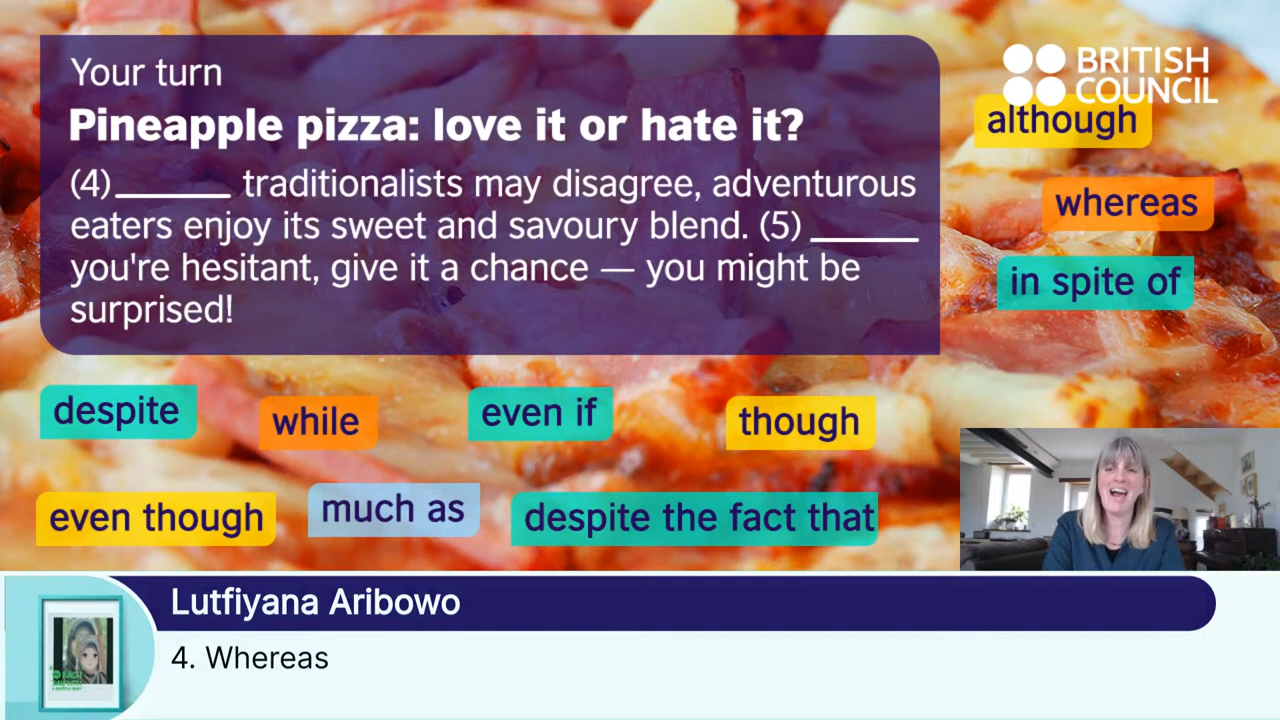 Your turn
Pineapple pizza: love it or hate it?
(4)______ traditionalists may disagree, adventurous
eaters enjoy its sweet and savoury blend. (5) ______
you're hesitant, give it a chance — you might be
surprised!
BRITISH
COUNCIL
although
whereas
in spite of
despite
while
even if
though
even though
much as
despite the fact that
Lutfiyana Aribowo
4. Whereas